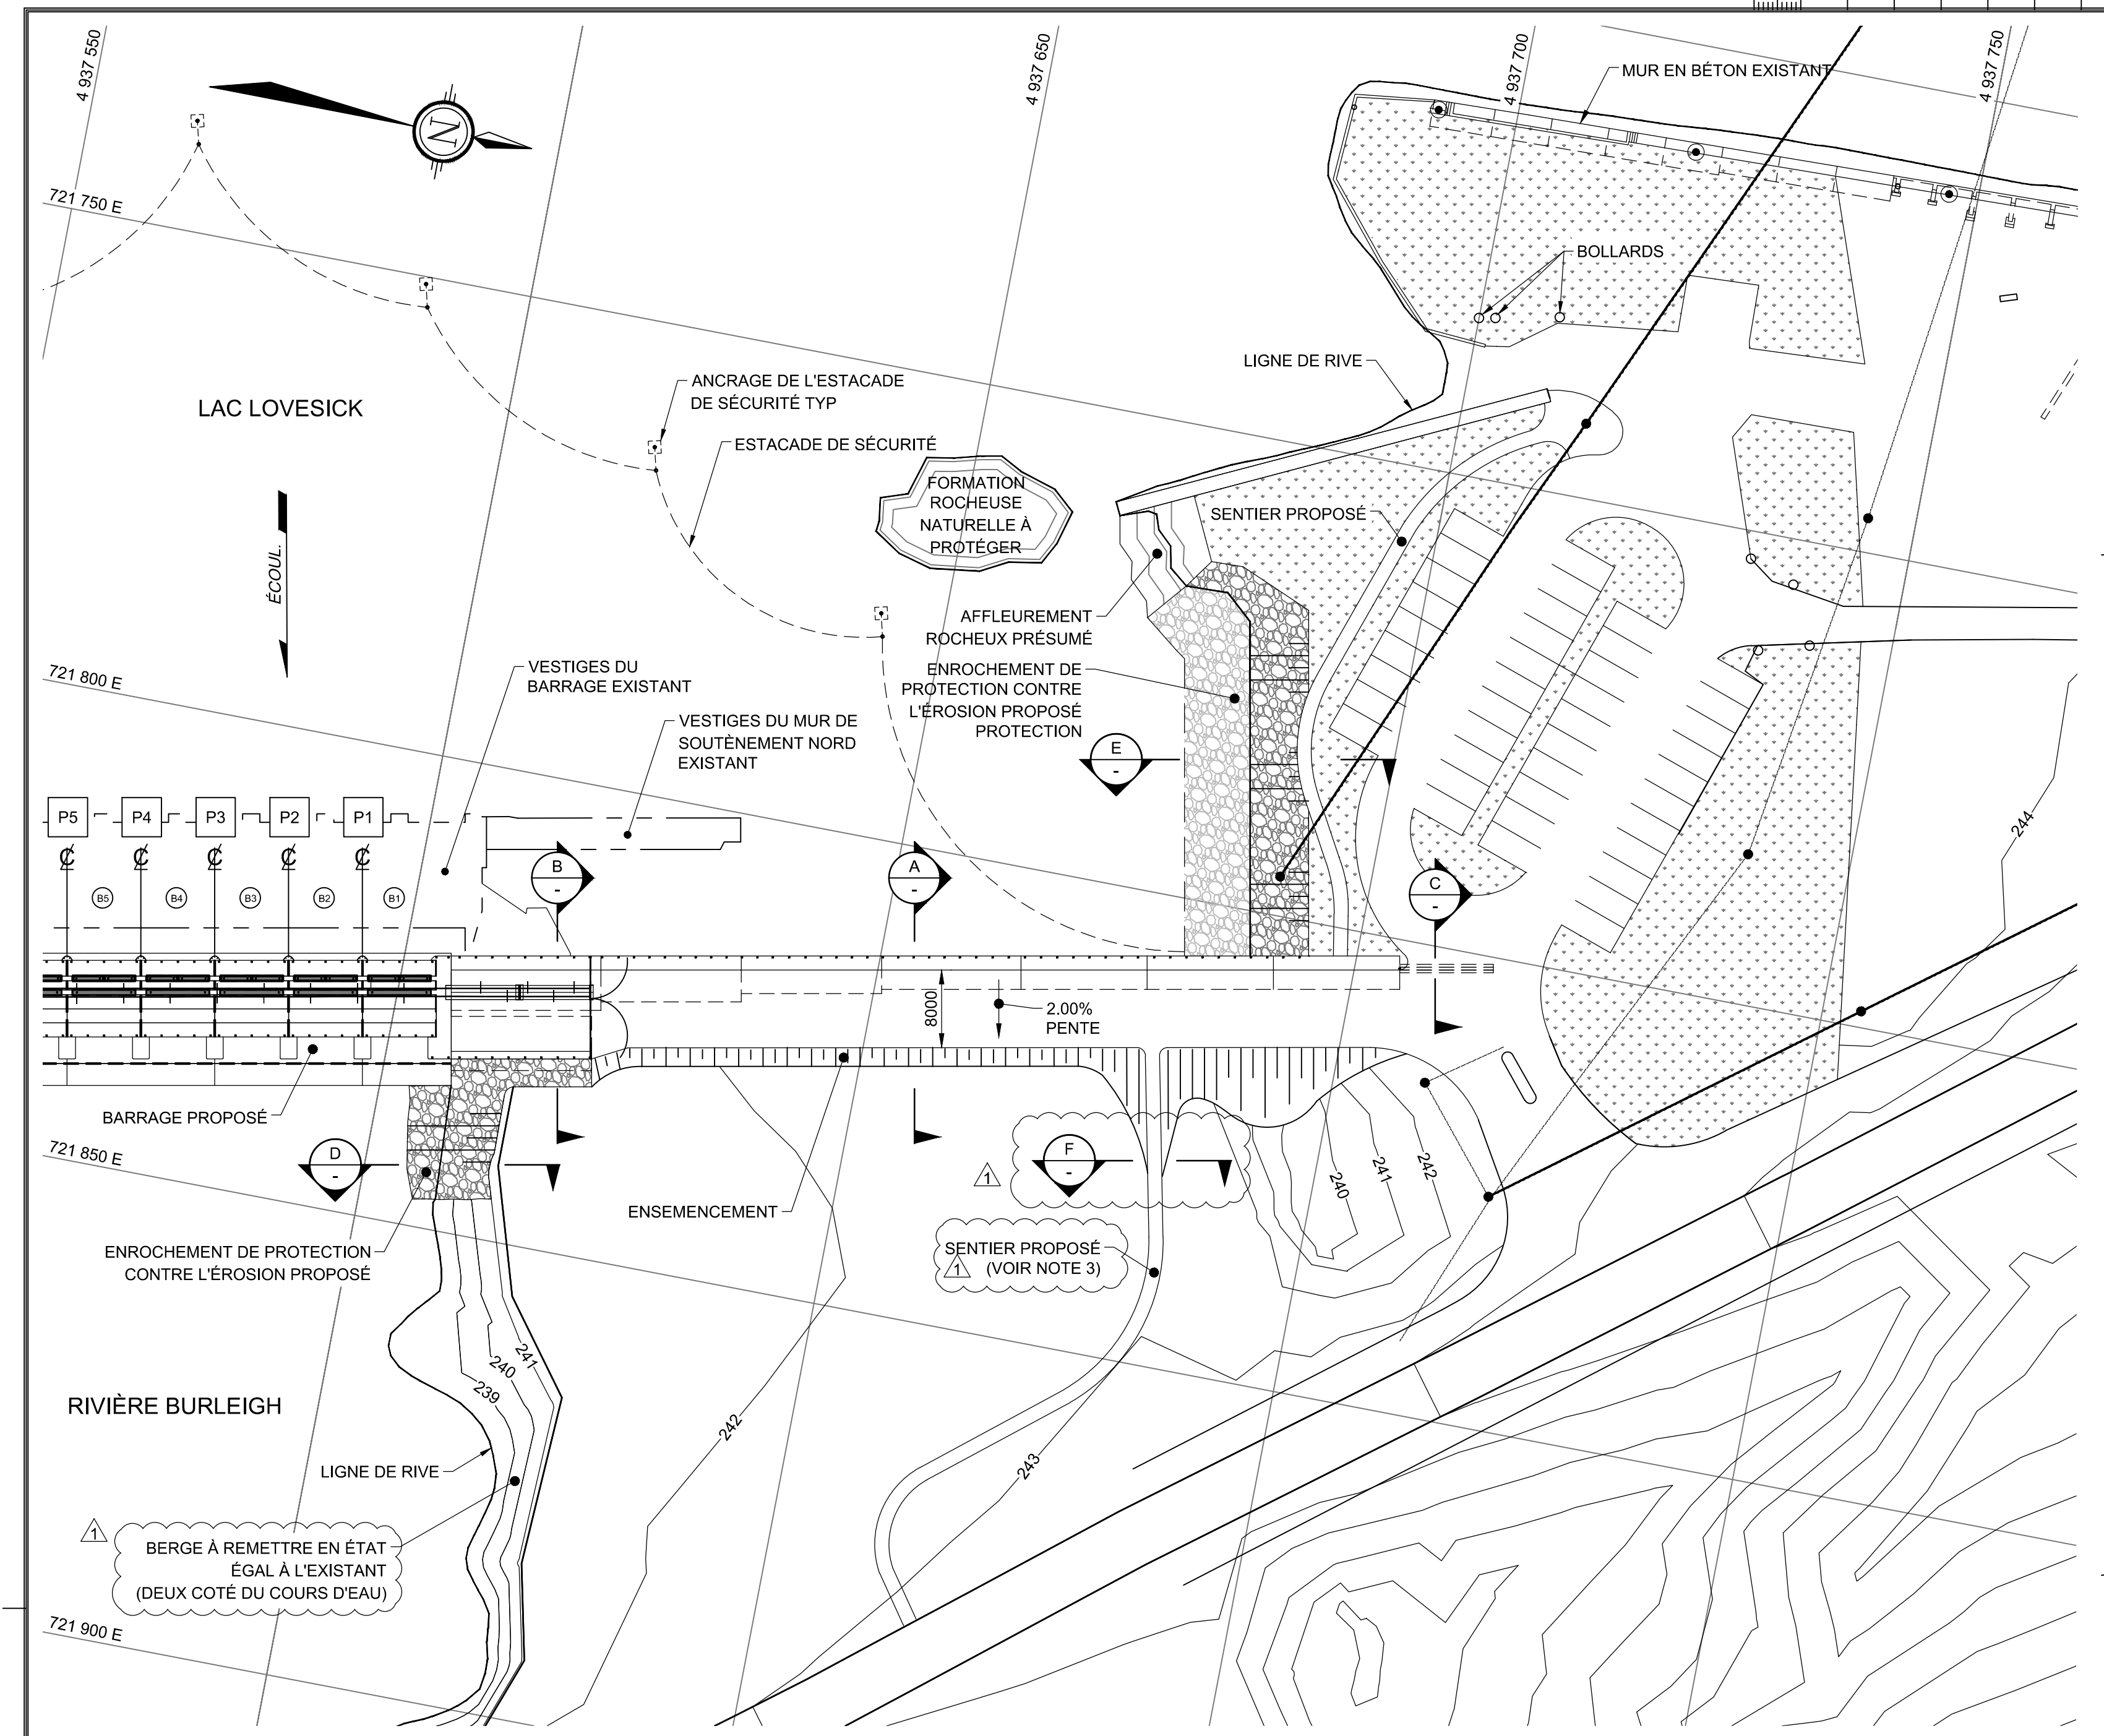 4 937 550
4 937 650
4 937 700
4 937 750
MUR EN BÉTON EXISTANT
N
721 750 E
BOLLARDS
LIGNE DE RIVE
ANCRAGE DE L'ESTACADE
DE SÉCURITÉ TYP
LAC LOVESICK
ESTACADE DE SÉCURITÉ
FORMATION
ROCHEUSE
NATURELLE À
PROTÉGER
SENTIER PROPOSÉ
ÉCOUL.
AFFLEUREMENT
ROCHEUX PRÉSUMÉ
721 800 E
VESTIGES DU
BARRAGE EXISTANT
ENROCHEMENT DE
PROTECTION CONTRE
L'ÉROSION PROPOSÉ
PROTECTION
VESTIGES DU MUR DE
SOUTÈNEMENT NORD
EXISTANT
E
-
P5
P4
P3
P2
P1
244
B
-
A
-
C
-
B5
B4
B3
B2
B1
8000
2.00%
PENTE
BARRAGE PROPOSÉ
721 850 E
D
-
F
-
1
240
241
242
ENSEMENCEMENT
ENROCHEMENT DE PROTECTION
CONTRE L'ÉROSION PROPOSÉ
SENTIER PROPOSÉ
1 (VOIR NOTE 3)
241
240
239
RIVIÈRE BURLEIGH
242
243
LIGNE DE RIVE
1
BERGE À REMETTRE EN ÉTAT
ÉGAL À L'EXISTANT
(DEUX COTÉ DU COURS D'EAU)
721 900 E